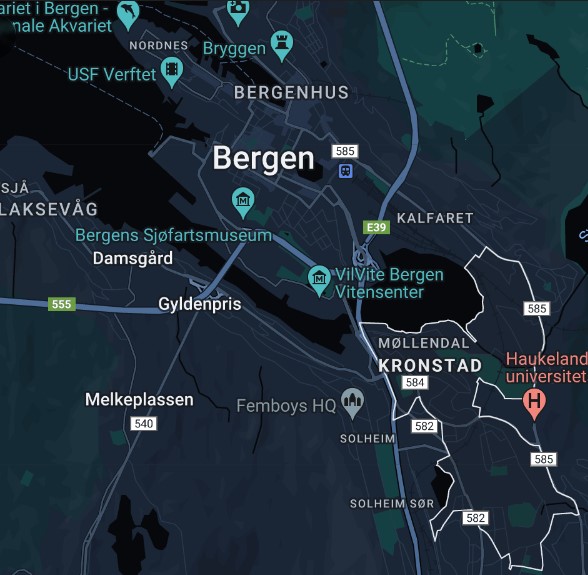 ariet i Bergen -
nale Akvariet
NORDNES
Bryggen
USF Verftet
BERGENHUS
Bergen
585
SJÅ
LAKSEVÅG
KALFARET
E39
Bergens Sjøfartsmuseum
Damsgård
VilVite Bergen
Vitensenter
555
Gyldenpris
585
MØLLENDAL
KRONSTAD
Haukeland
universitet
584
Melkeplassen
Femboys HQ
H
540
582
SOLHEIM
585
SOLHEIM SØR
582